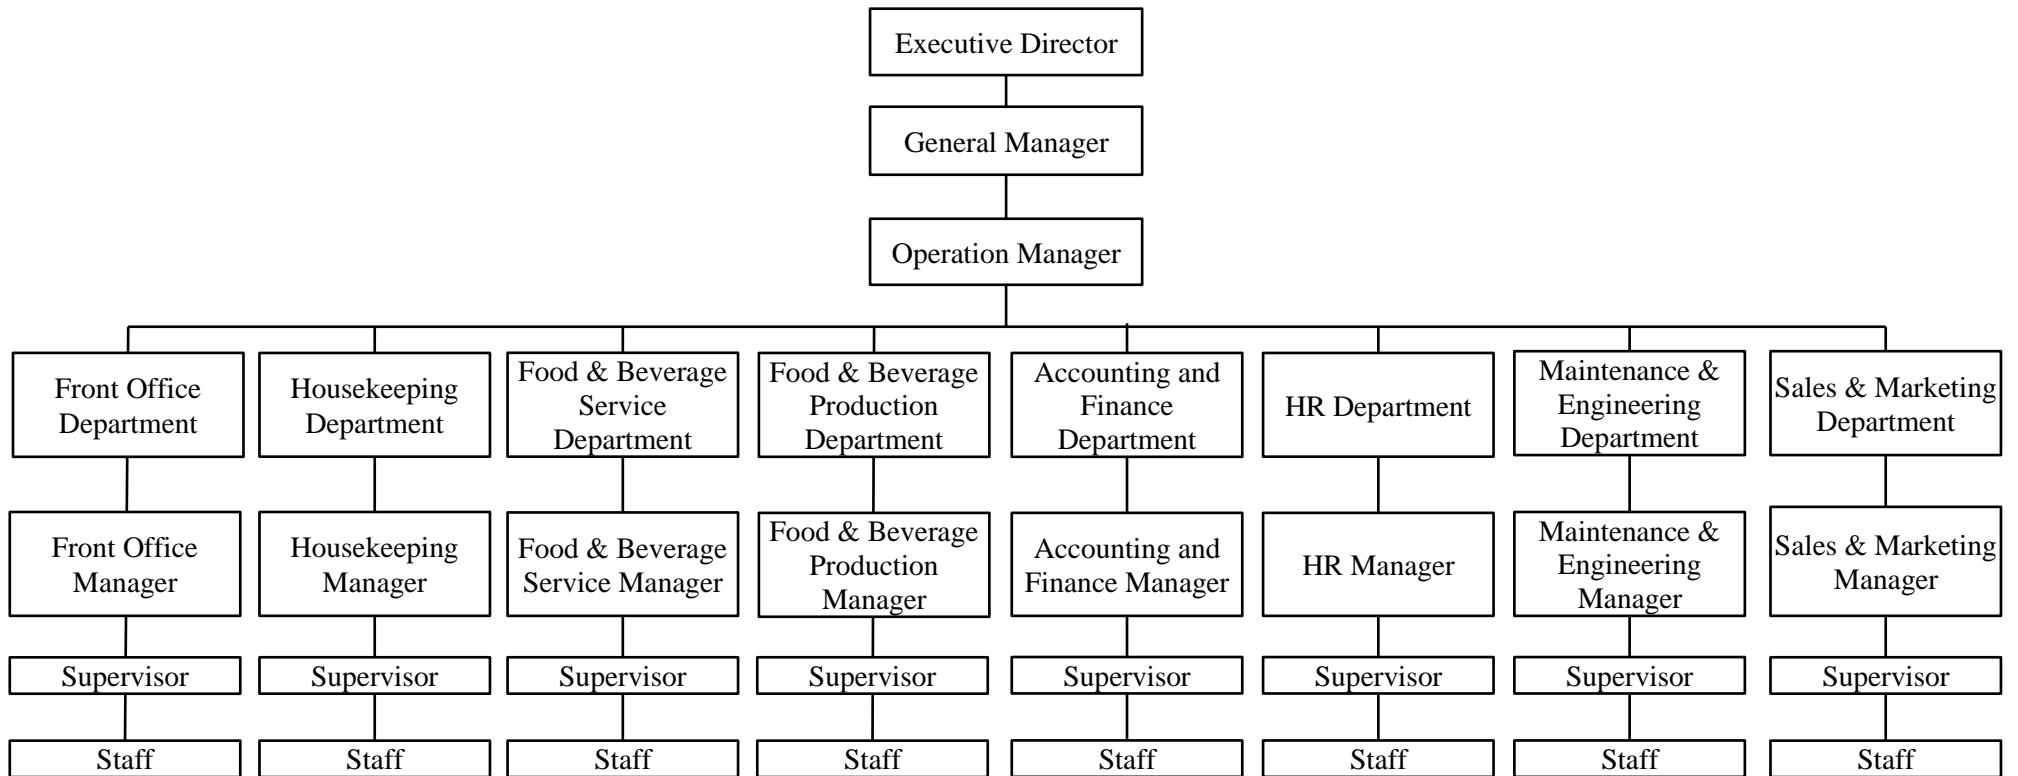 Executive Director
General Manager
Operation Manager
Front Office
Department
Housekeeping
Department
Food & Beverage
Service
Department
Food & Beverage
Production
Department
Accounting and
Finance
Department
HR Department
Maintenance &
Engineering
Department
Sales & Marketing
Department
Front Office
Manager
Housekeeping
Manager
Food & Beverage
Service Manager
Food & Beverage
Production
Manager
Accounting and
Finance Manager
HR Manager
Maintenance &
Engineering
Manager
Sales & Marketing
Manager
Supervisor
Supervisor
Supervisor
Supervisor
Supervisor
Supervisor
Supervisor
Supervisor
Staff
Staff
Staff
Staff
Staff
Staff
Staff
Staff